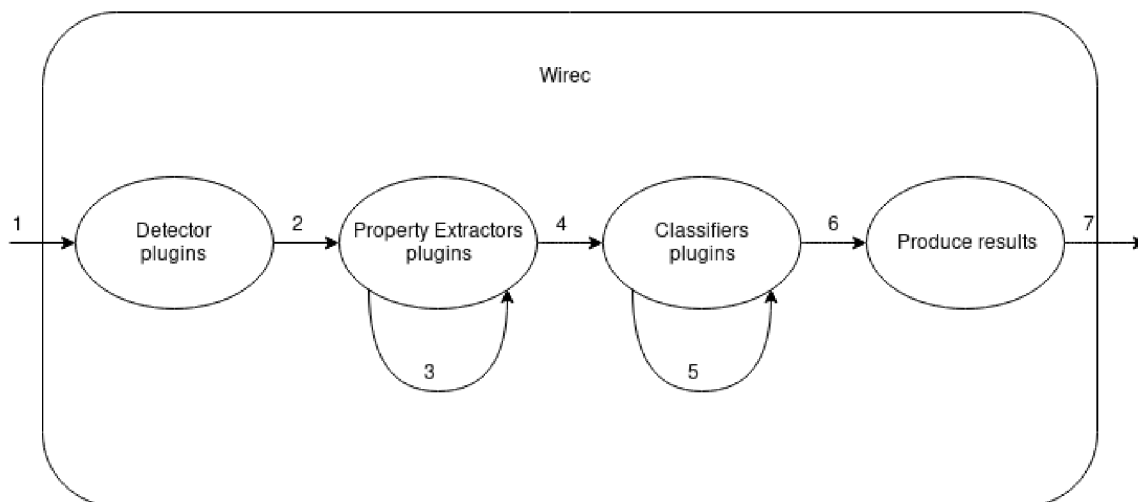 Wirec
1
Detector
plugins
2
Property Extractors
plugins
3
4
Classifiers
plugins
5
6
Produce results
7